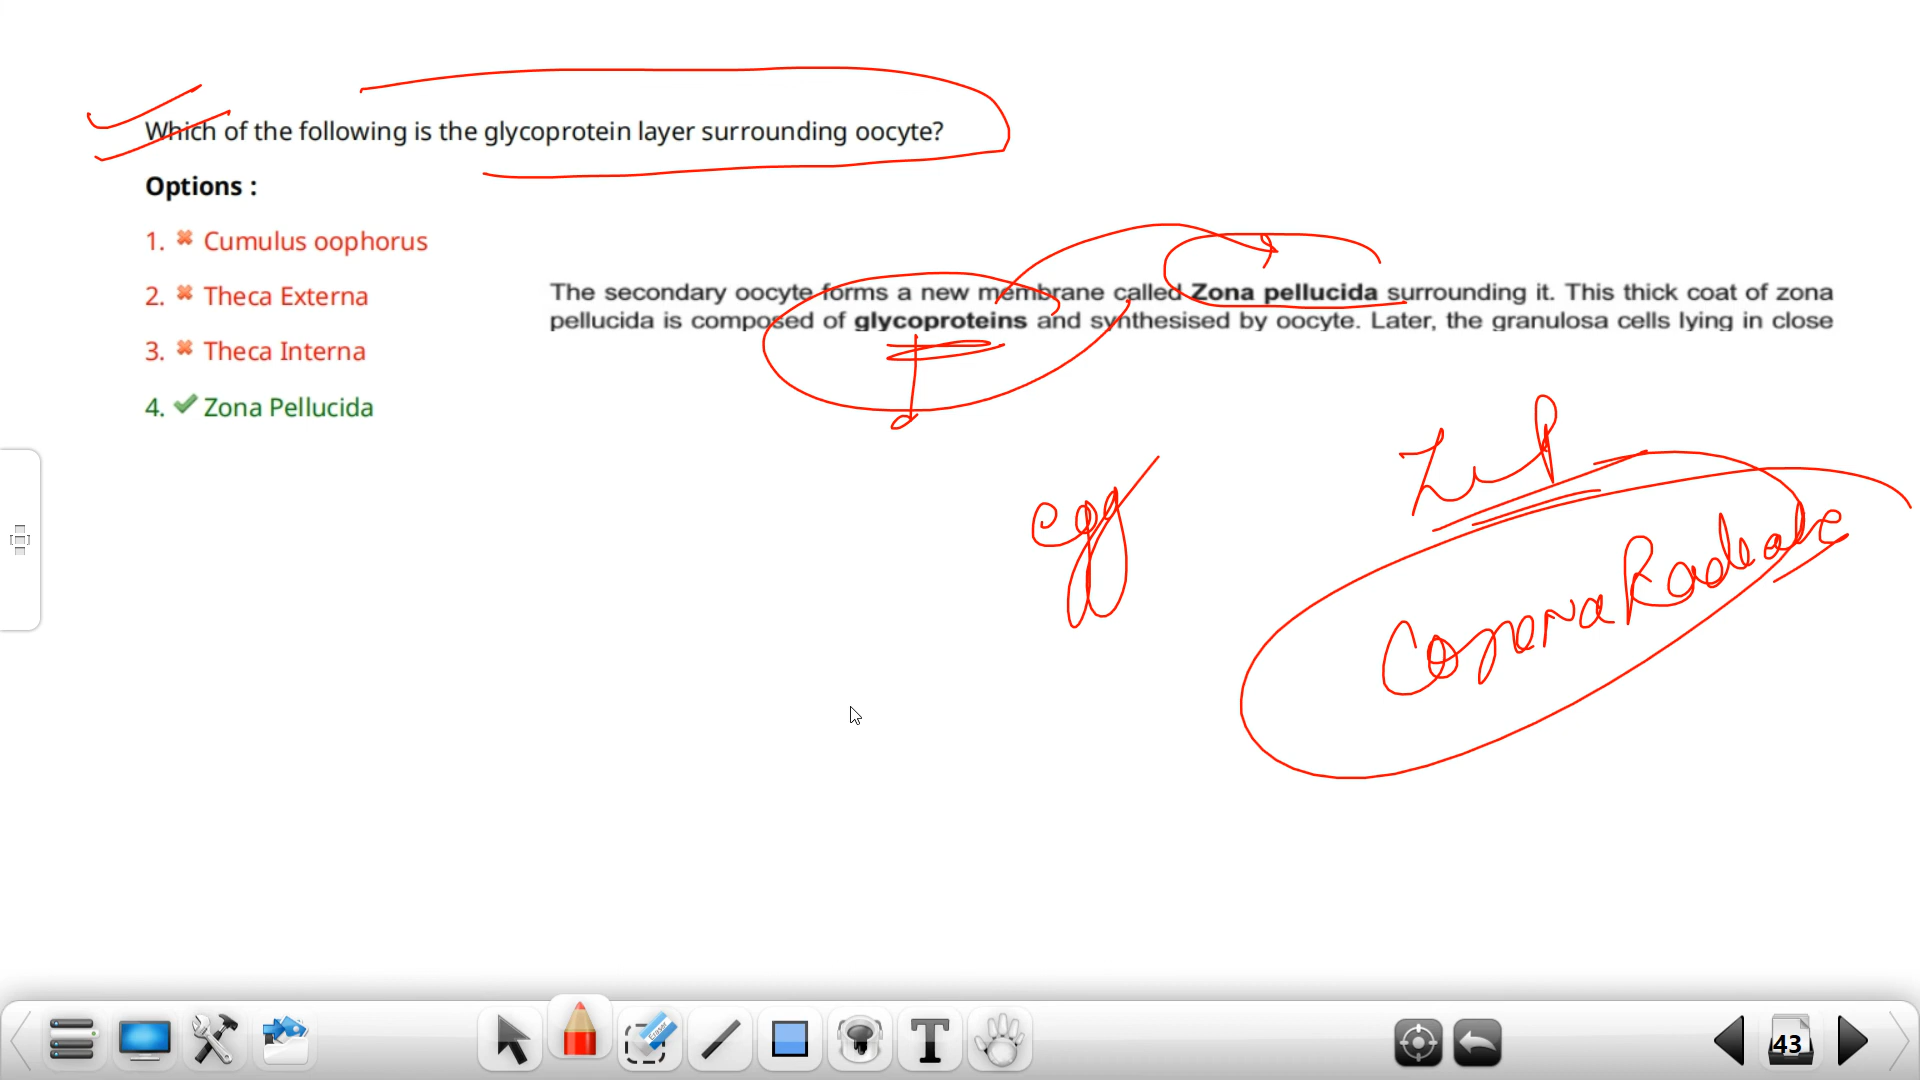 Which of the following is the glycoprotein layer surrounding oocyte?
Options :
1. ✖ Cumulus oophorus
2. ✖ Theca Externa
3. ✖ Theca Interna
4. ✔ Zona Pellucida
The secondary oocyte forms a new membrane called Zona pellucida surrounding it. This thick coat of zona
pellucida is composed of glycoproteins and synthesised by oocyte. Later, the granulosa cells lying in close
egg
Corona
Eraser
T
43